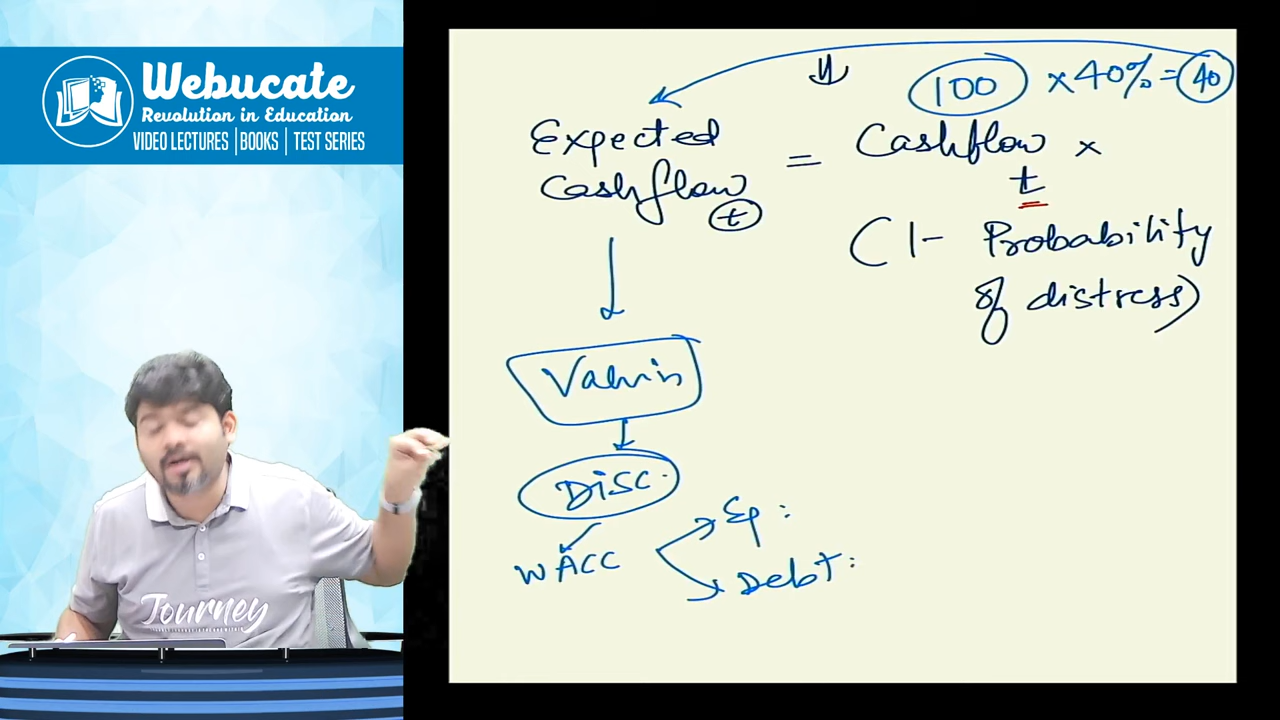 Webucate
Revolution in Education
VIDEO LECTURES | BOOKS | TEST SERIES
100 × 40% = 40
Expected
Cashflow t
=
Cashflow t ×
(1- Probability
of distress)
Disc.
WACC
Eq:
Debt:
Journey